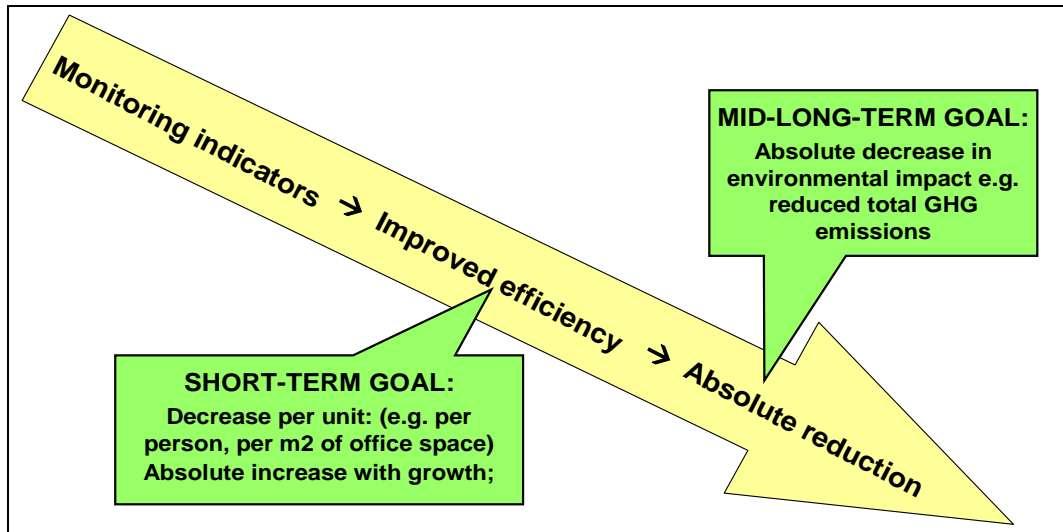 Monitoring indicators → Improved efficiency → Absolute reduction
MID-LONG-TERM GOAL:
Absolute decrease in
environmental impact e.g.
reduced total GHG
emissions
SHORT-TERM GOAL:
Decrease per unit: (e.g. per
person, per m2 of office space)
Absolute increase with growth;